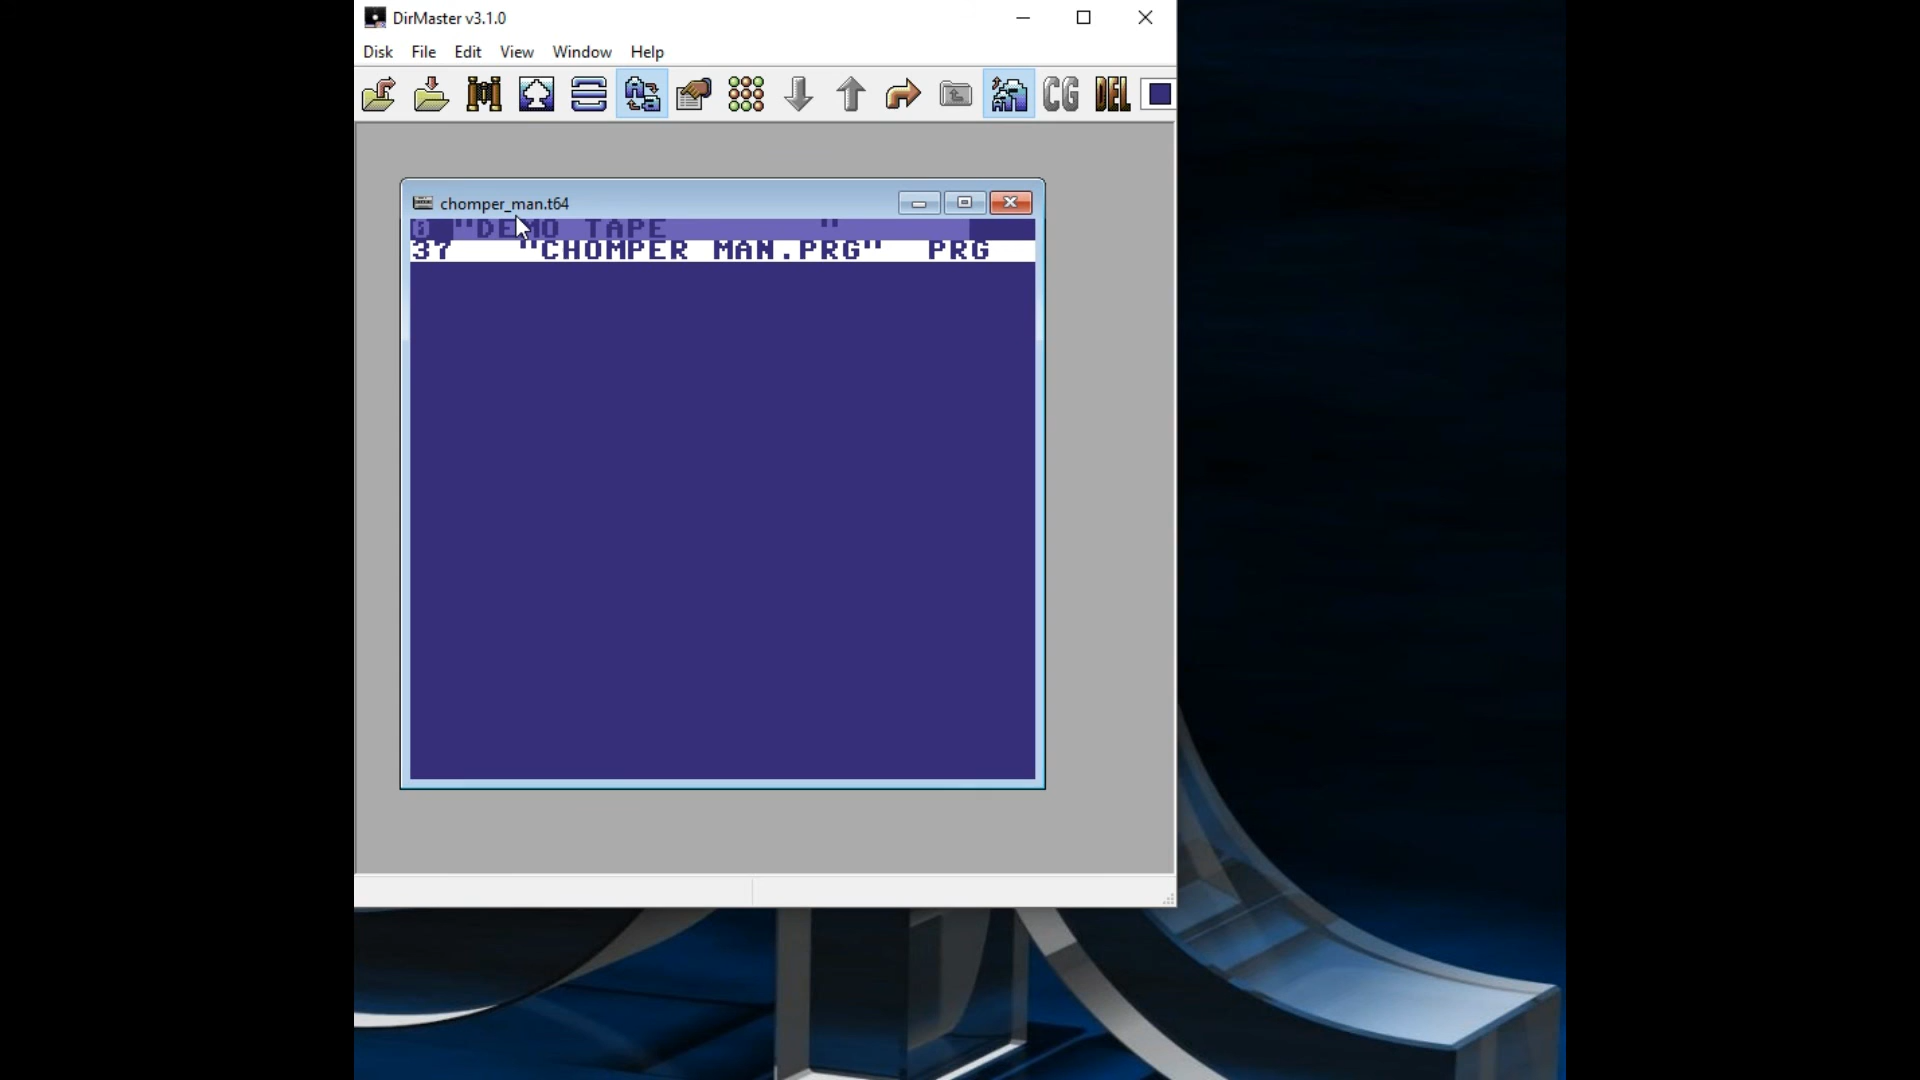 DirMaster v3.1.0
Disk File Edit View Window Help
CG DEL
chomper_man.t64
0 "DEMO TAPE "
37 "CHOMPER MAN.PRG" PRG